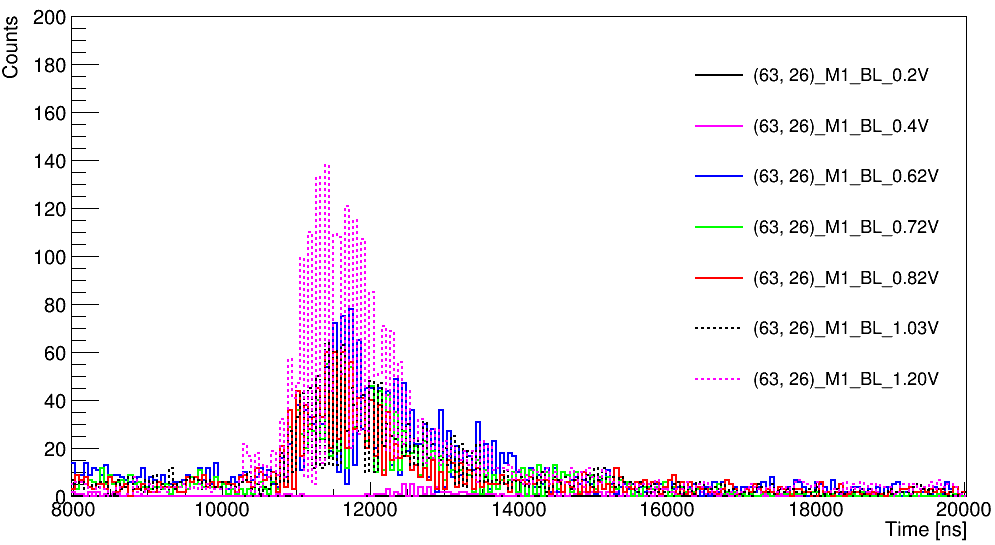 Counts
200
180
160
140
120
100
80
60
40
20
0
8000 10000 12000 14000 16000 18000 20000
Time [ns]
(63, 26)_M1_BL_0.2V
(63, 26)_M1_BL_0.4V
(63, 26)_M1_BL_0.62V
(63, 26)_M1_BL_0.72V
(63, 26)_M1_BL_0.82V
(63, 26)_M1_BL_1.03V
(63, 26)_M1_BL_1.20V